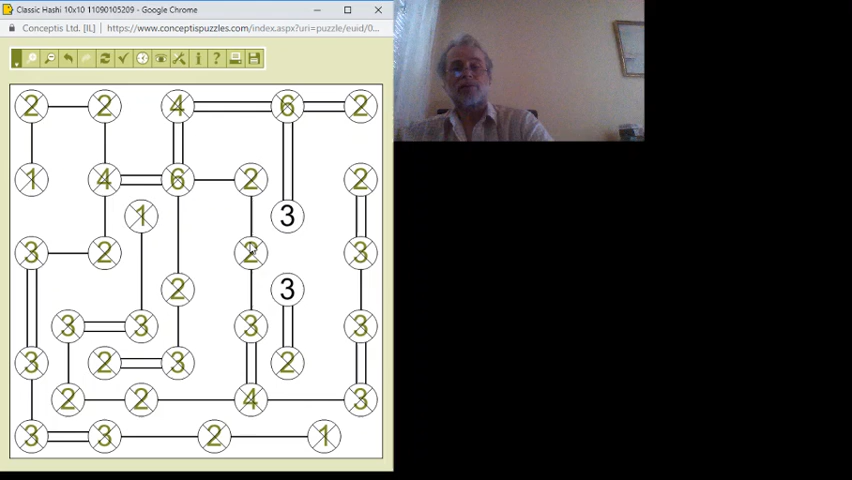 Classic Hashi 10x10 11090105209 - Google Chrome
Conceptis Ltd. [IL] | https://www.conceptispuzzles.com/index.aspx?uri=puzzle/euid/0...
2 2 4 6 2
1 4 6 2 2
1 3
3 2 2 3
2 3
3 3 3 3
3 2 3 2
2 2 4 3
3 3 2 1